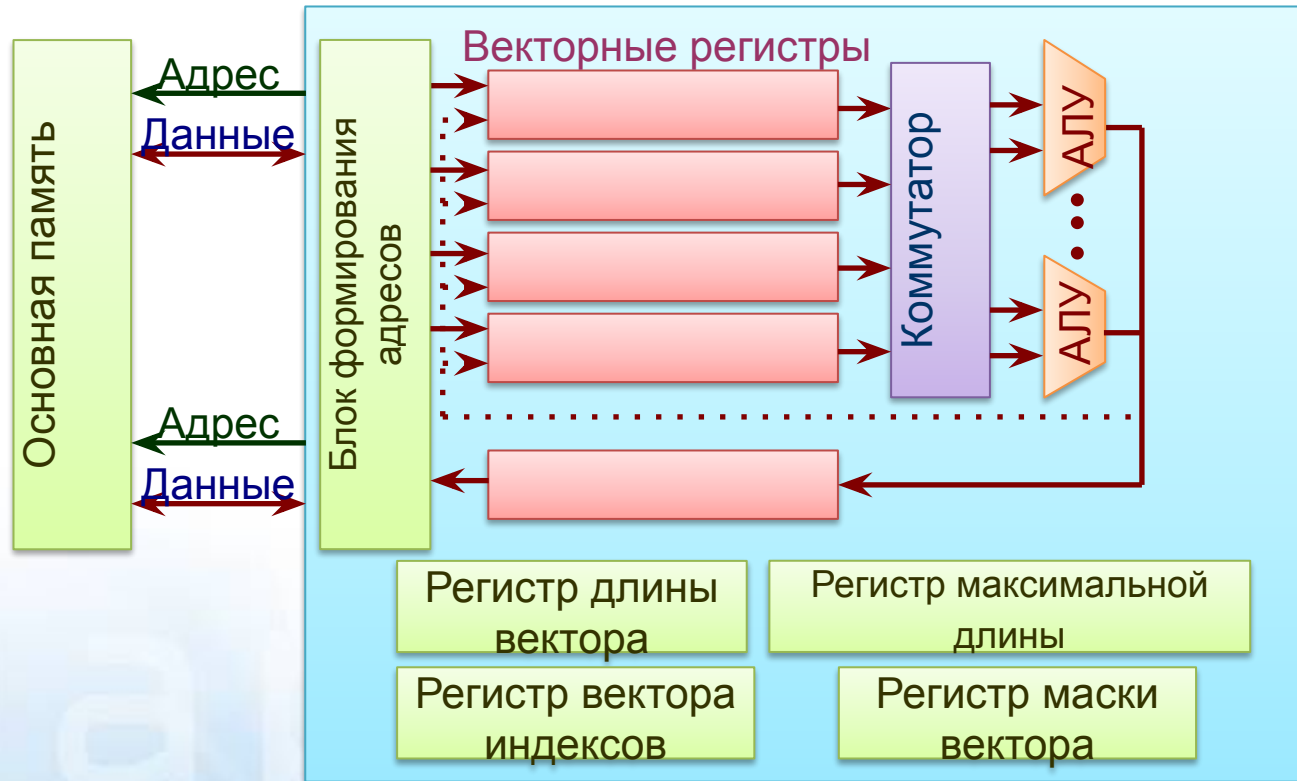 Векторные регистры
Адрес
Данные
Основная память
Блок формирования
адресов
Коммутатор
АЛУ
АЛУ
Адрес
Данные
Регистр длины
вектора
Регистр максимальной
длины
Регистр вектора
индексов
Регистр маски
вектора